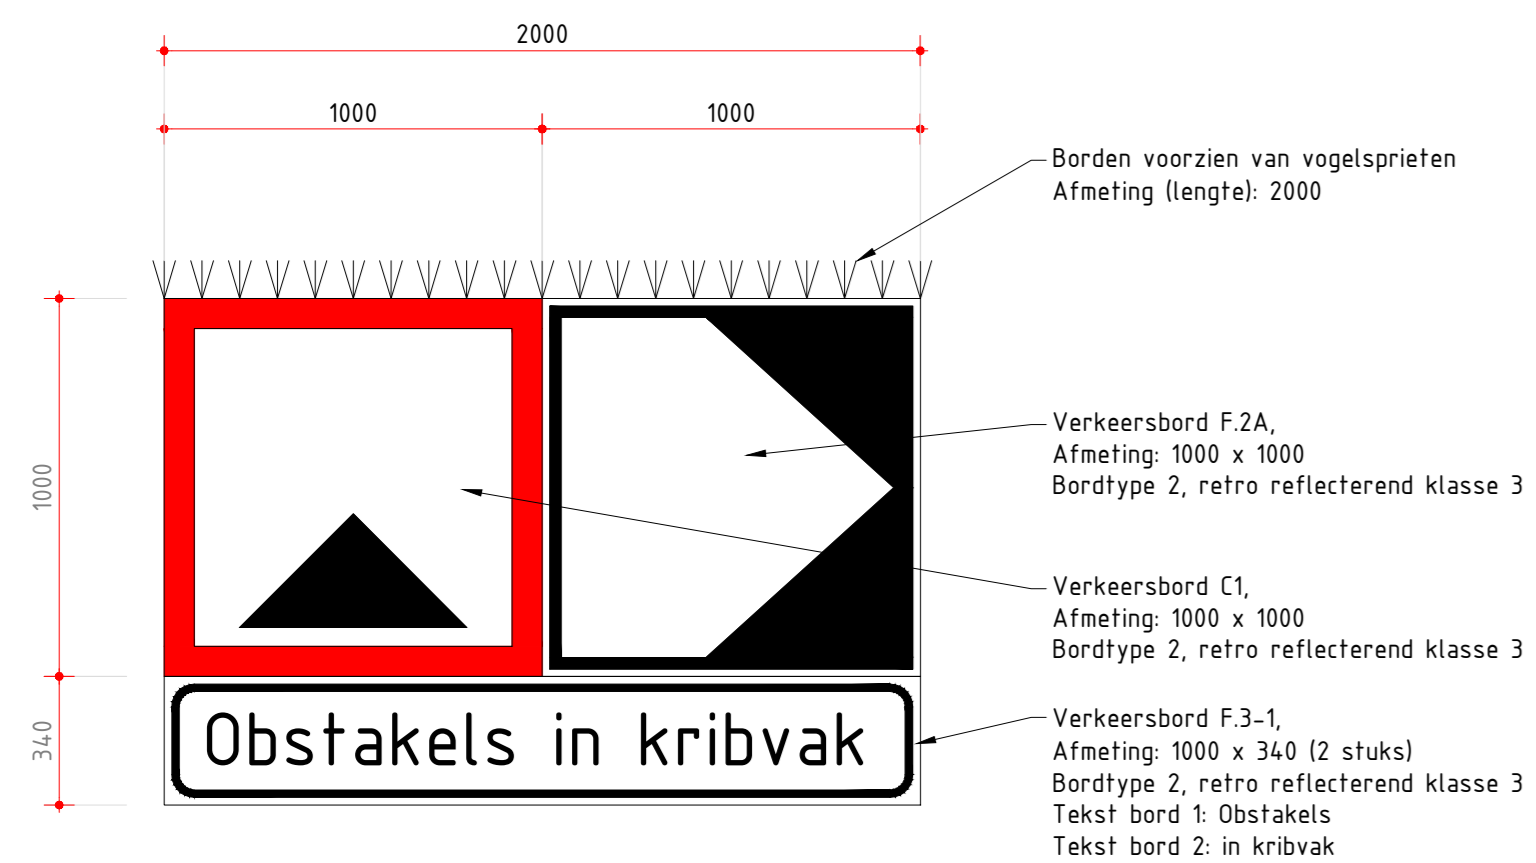 2000
1000
1000
Borden voorzien van vogelsprieten
Afmeting (lengte): 2000
1000
Verkeersbord F.2A,
Afmeting: 1000 x 1000
Bordtype 2, retro reflecterend klasse 3
Verkeersbord C1,
Afmeting: 1000 x 1000
Bordtype 2, retro reflecterend klasse 3
340
Obstakels in kribvak
Verkeersbord F.3-1,
Afmeting: 1000 x 340 (2 stuks)
Bordtype 2, retro reflecterend klasse 3
Tekst bord 1: Obstakels
Tekst bord 2: in kribvak